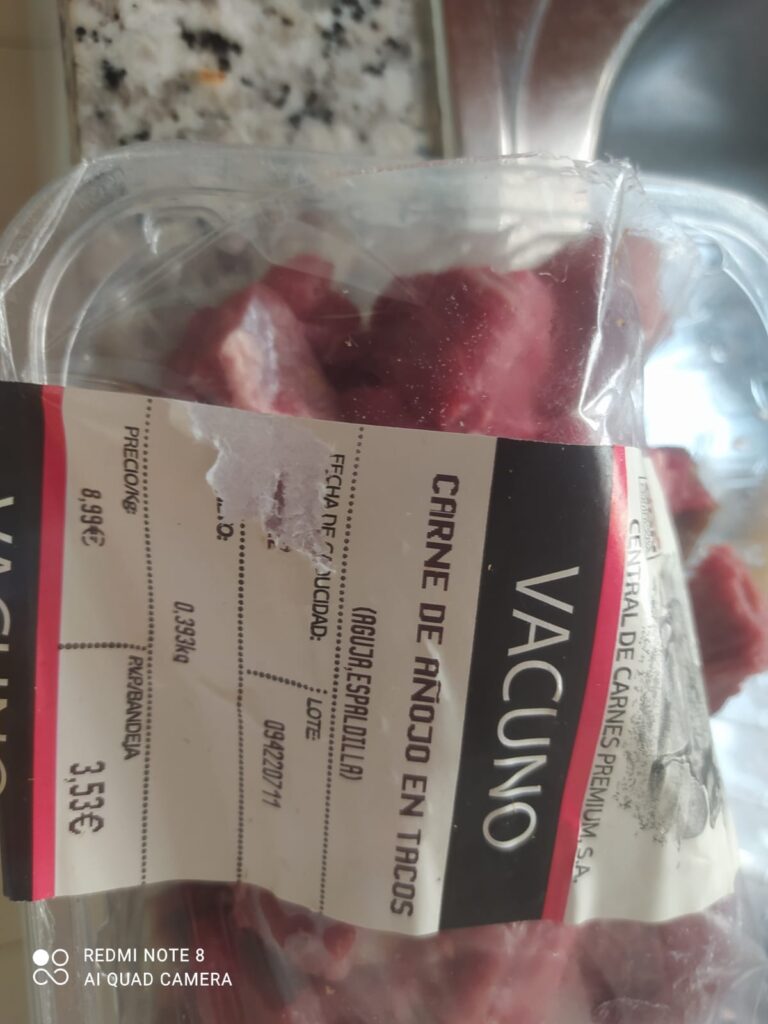 CENTRAL DE CARNES PREMIUM, S.A.
VACUNO
CARNE DE AÑOJO EN TACOS
(AGUJA,ESPALDILLA)
FECHA DE CADUCIDAD:
LOTE:
094220711
0,393kg
PRECIO/Kg:
8,99€
PVP/BANDEJA
3,53€
VACUNO
REDMI NOTE 8
AI QUAD CAMERA